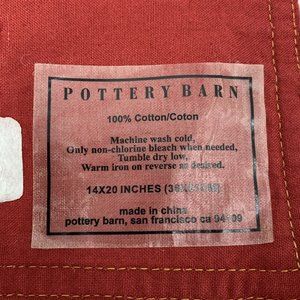 POTTERY BARN
100% Cotton/Coton
Machine wash cold,
Only non-chlorine bleach when needed,
Tumble dry low,
Warm iron on reverse as desired.
14X20 INCHES
made in china
pottery barn, san francisco ca